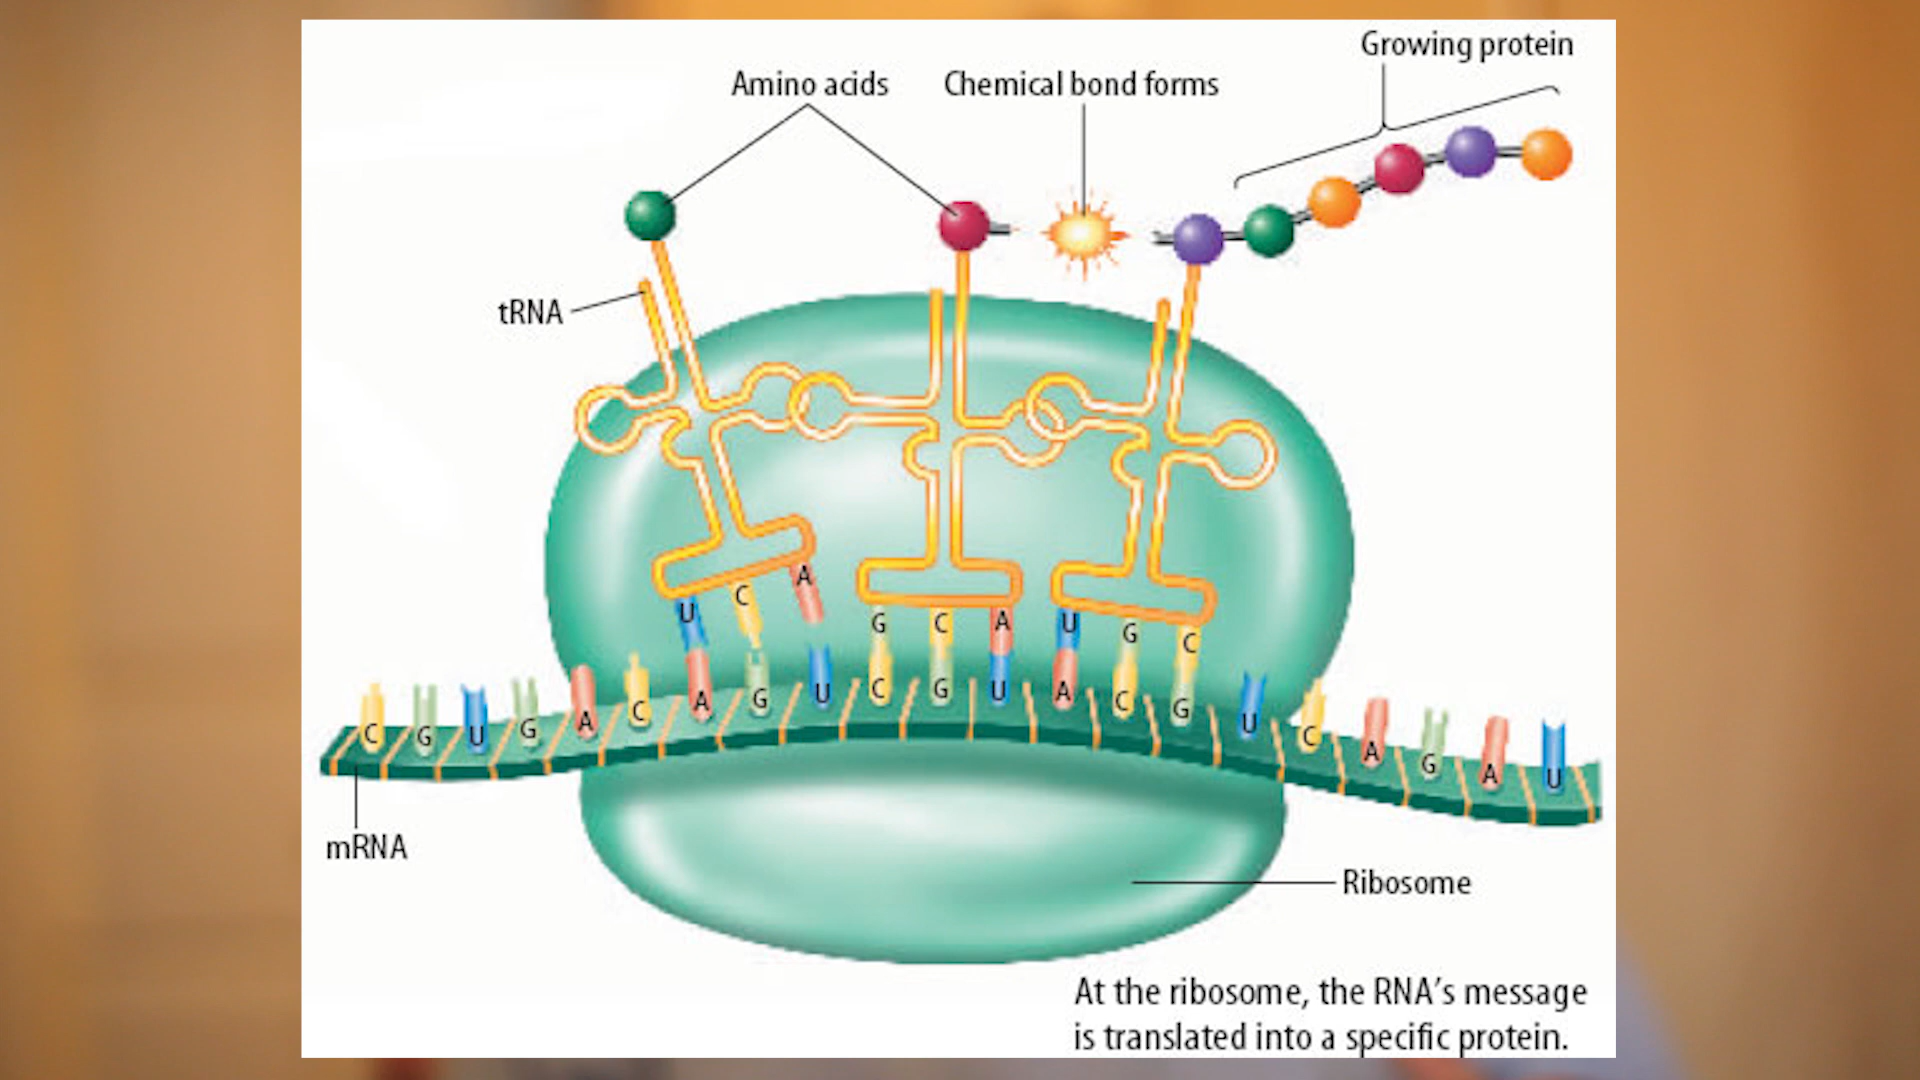 Growing protein
Amino acids
Chemical bond forms
tRNA
U C A
G C A
U G C
C G U G A C A G U C G U A C G U C A G A U
mRNA
Ribosome
At the ribosome, the RNA's message
is translated into a specific protein.